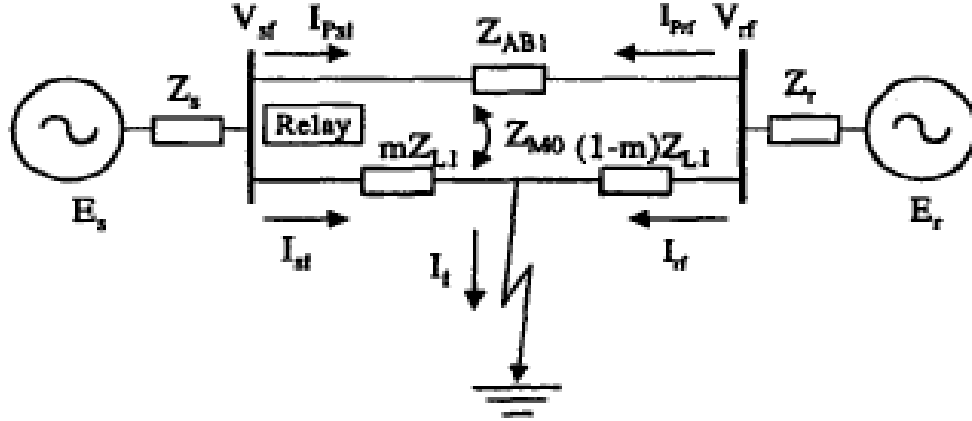 V_sf I_Psf Z_AB1 I_Prf V_rf
Z_s Z_r
Relay Z_M0
mZ_L1 (1-m)Z_L1
E_s E_r
I_sf I_f I_rf